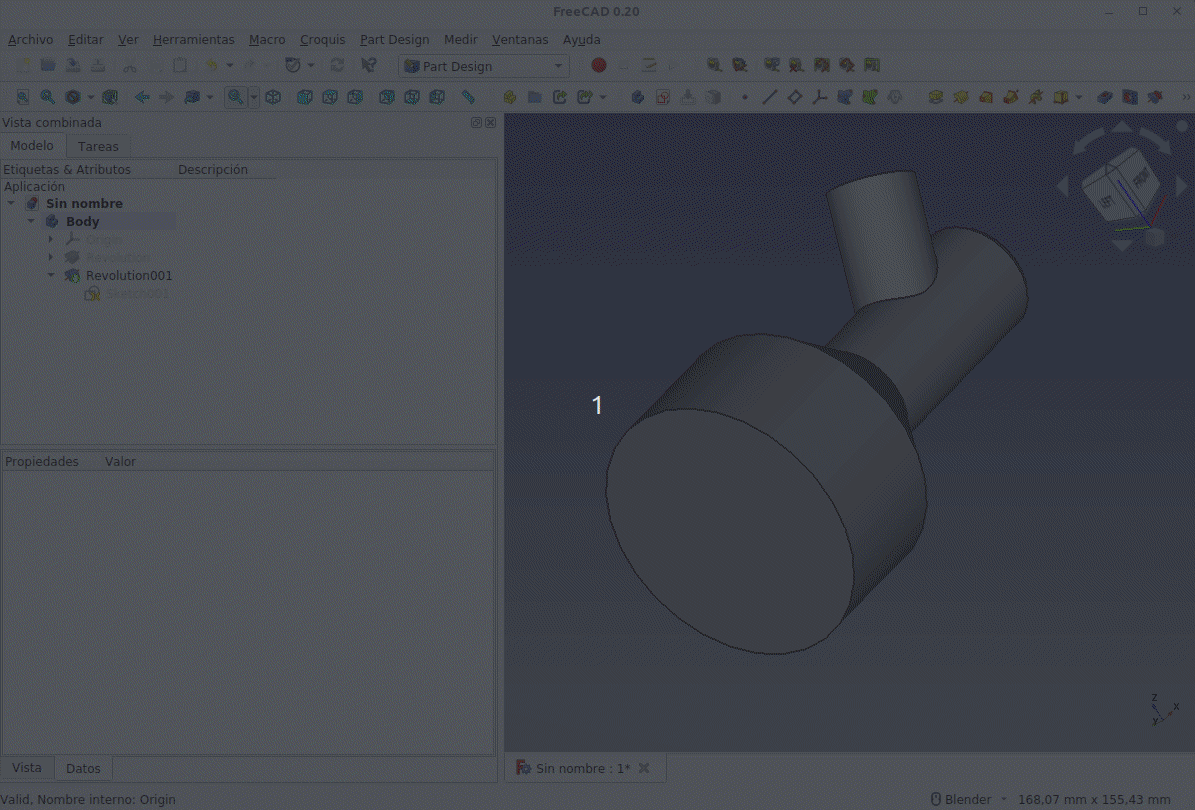 FreeCAD 0.20
Archivo Editar Ver Herramientas Macro Croquis Part Design Medir Ventanas Ayuda
Part Design
Vista combinada
Modelo Tareas
Etiquetas & Atributos Descripción
Aplicación
Sin nombre
Body
Origin
Revolution
Revolution001
Sketch001
1
Propiedades Valor
Z
X
Y
Vista Datos
Sin nombre : 1*
Valid, Nombre interno: Origin
Blender 168,07 mm x 155,43 mm